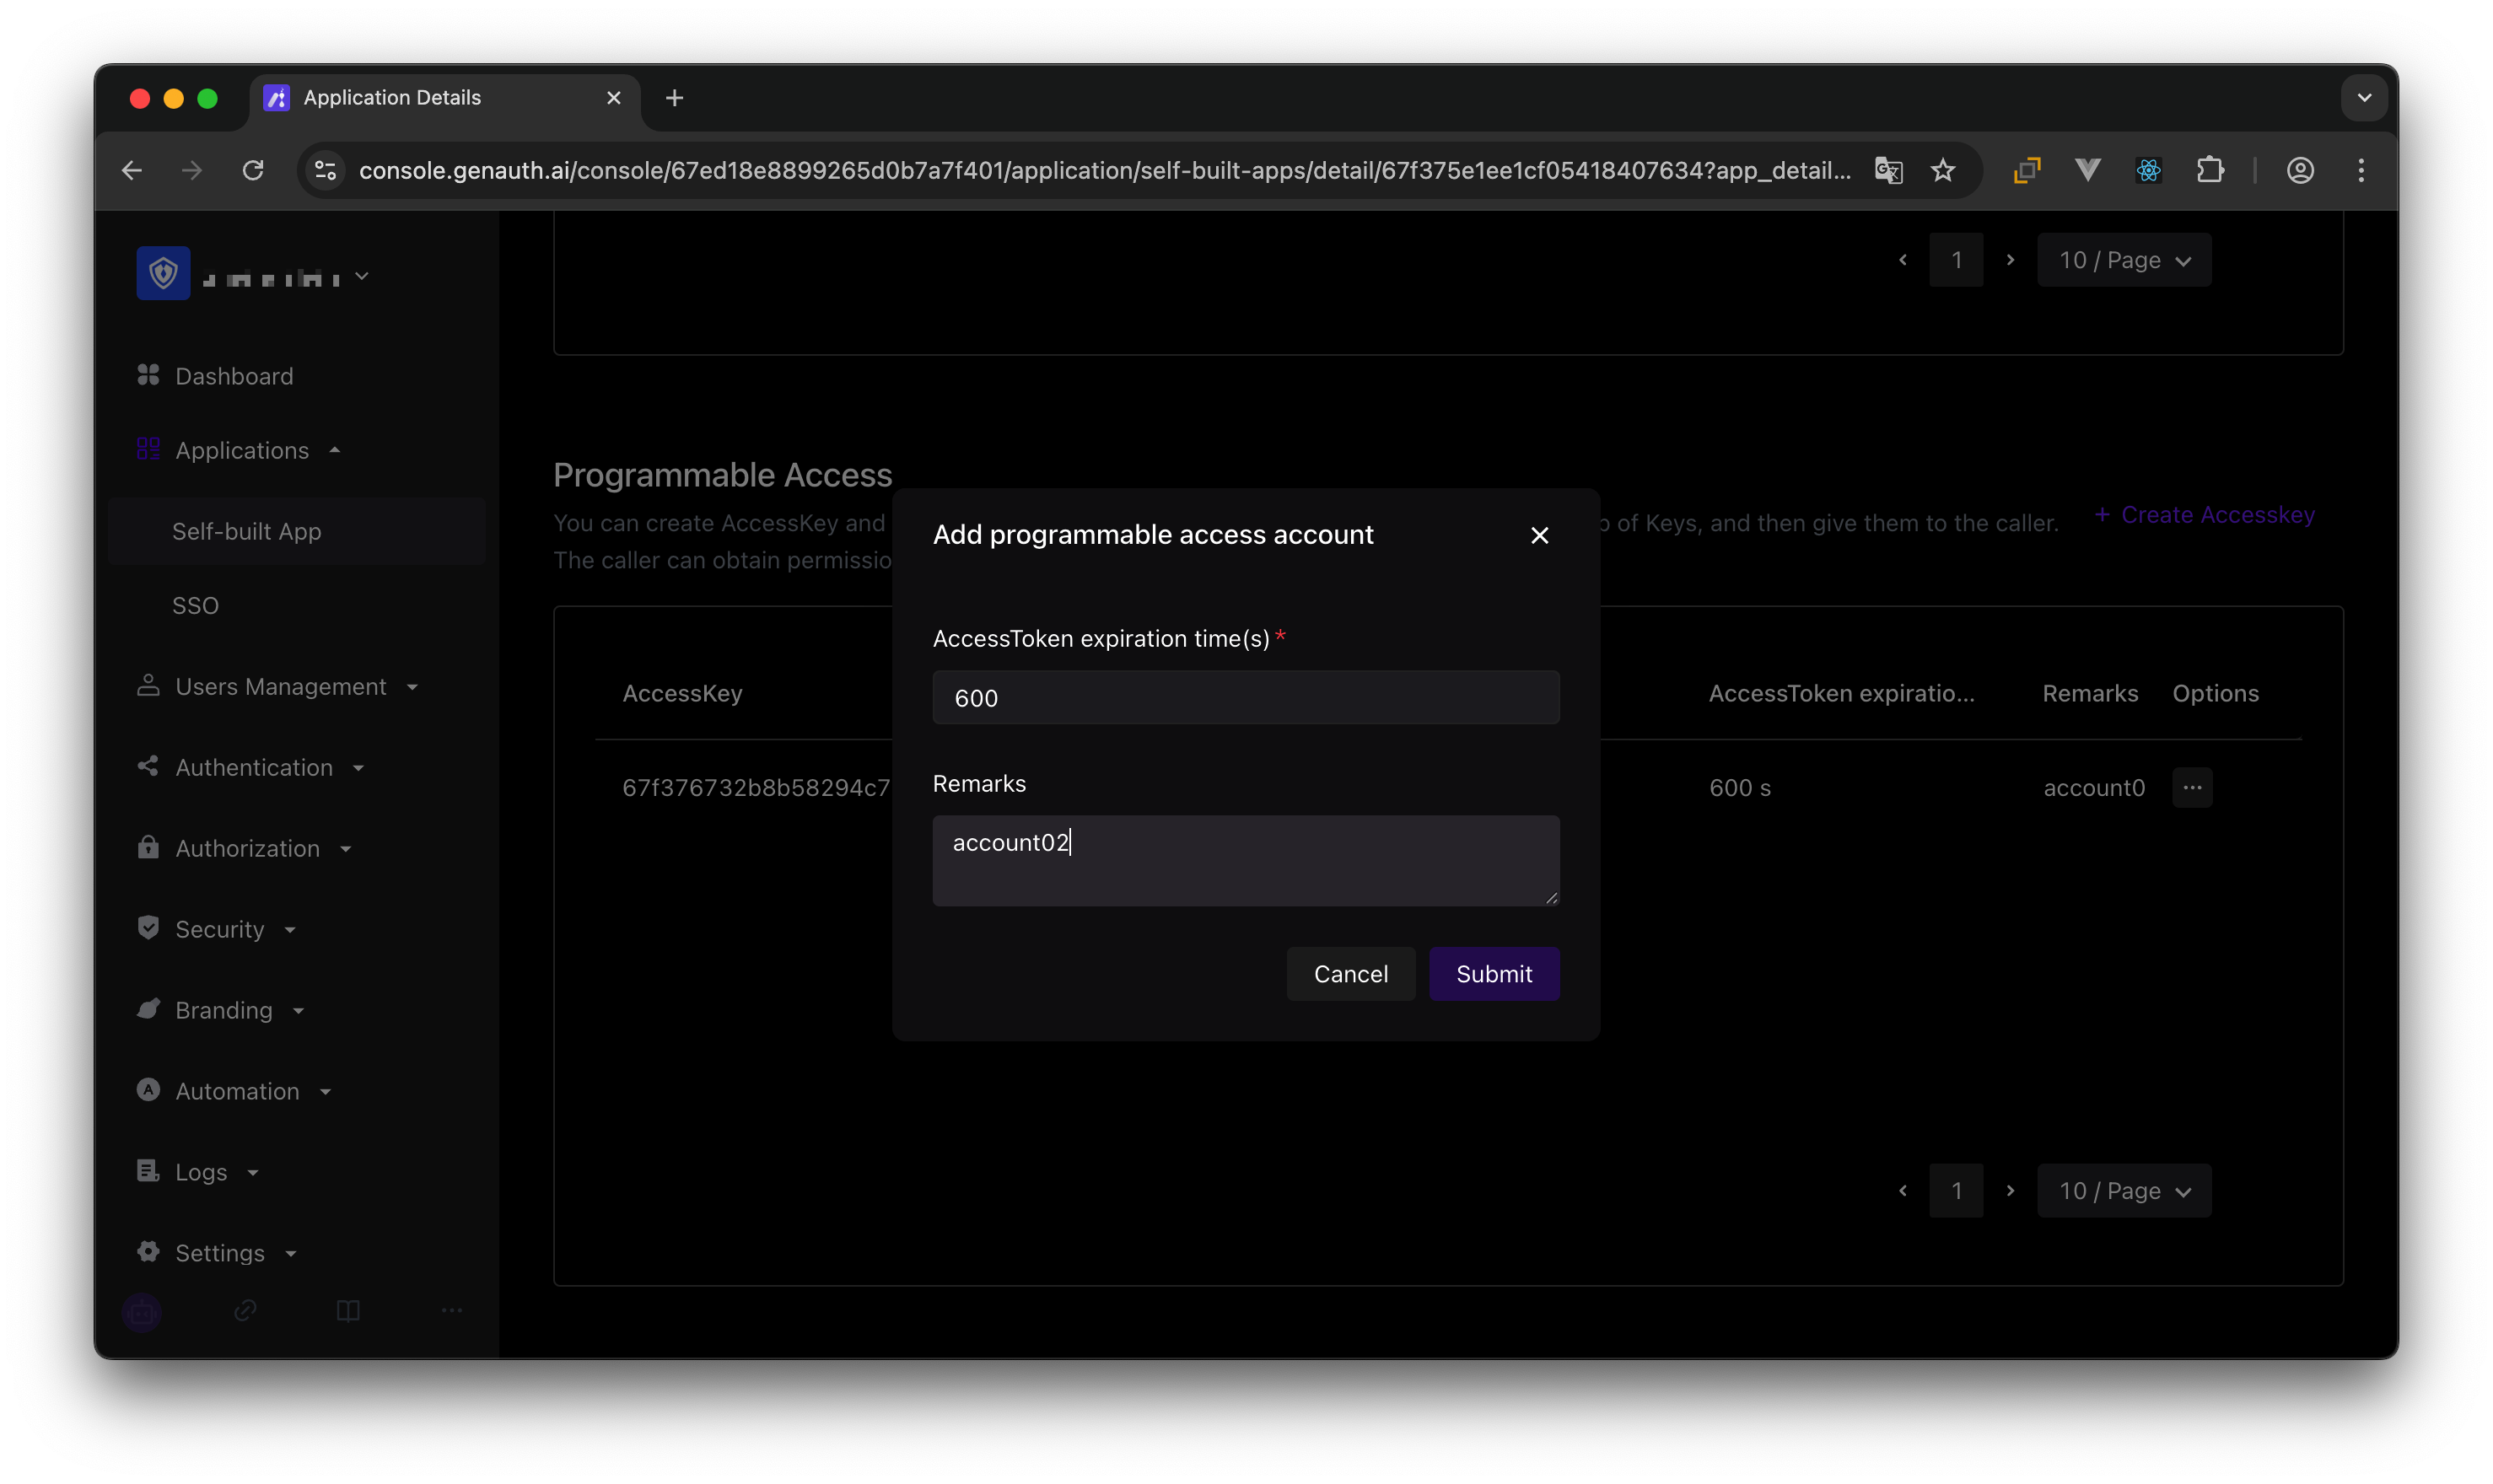 Application Details
console.genauth.ai/console/67ed18e8899265d0b7a7f401/application/self-built-apps/detail/67f375e1ee1cf05418407634?app_detail...
Dashboard
Applications
Self-built App
SSO
Users Management
Authentication
Authorization
Security
Branding
Automation
Logs
Settings
1
10 / Page
Programmable Access
You can create AccessKey and
of Keys, and then give them to the caller.
The caller can obtain permissio
+ Create Accesskey
AccessKey
AccessToken expiratio...
Remarks
Options
67f376732b8b58294c7
600 s
account0
Add programmable access account
AccessToken expiration time(s) *
600
Remarks
account02
Cancel
Submit
1
10 / Page